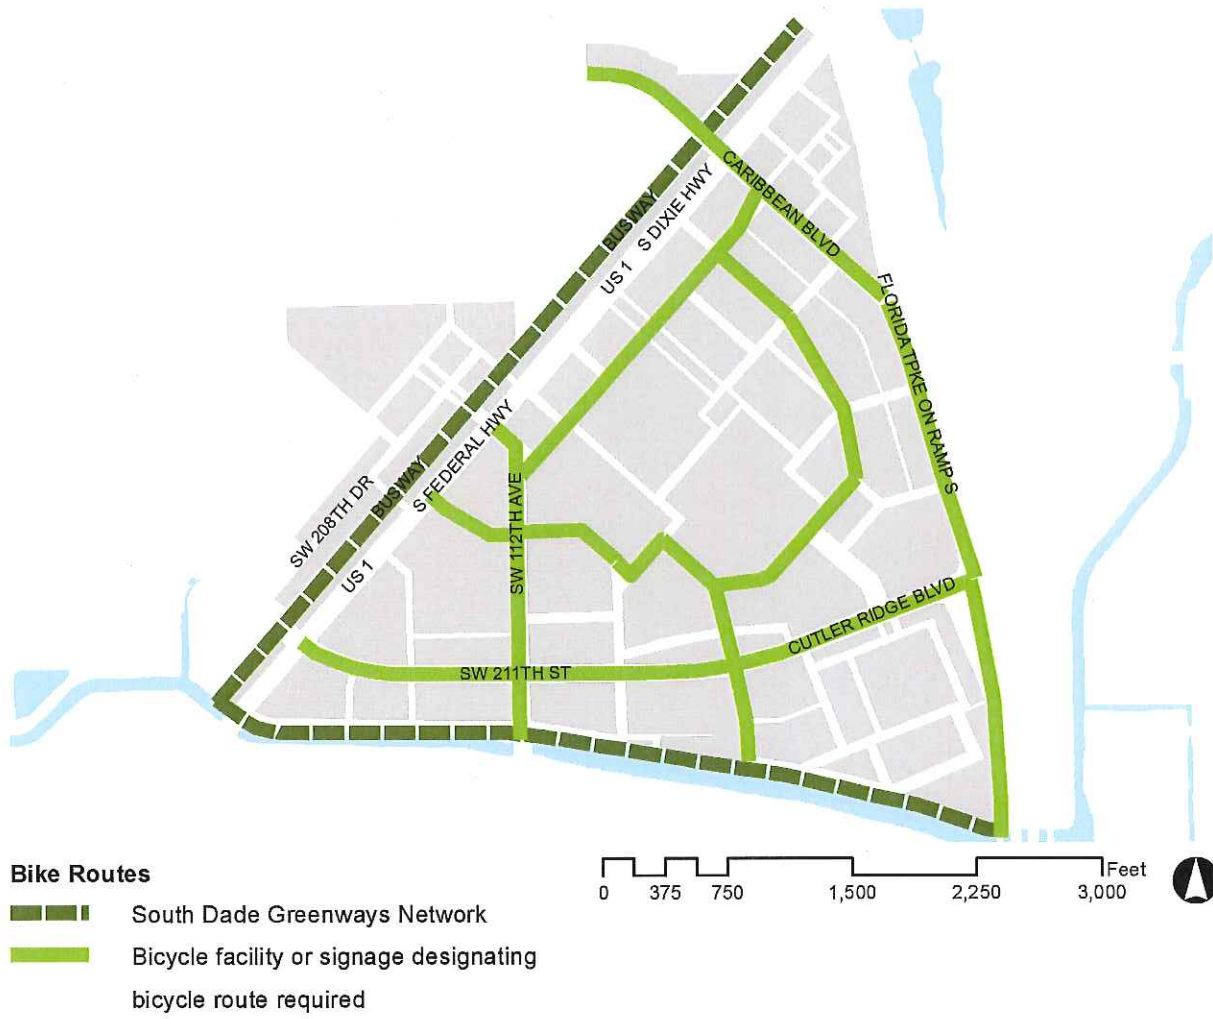 CARIBBEAN BLVD
BUSWAY
S DIXIE HWY
US 1
FLORIDA TPKE ON RAMP S
S FEDERAL HWY
BUSWAY
SW 208TH DR
US 1
SW 112TH AVE
CUTLER RIDGE BLVD
SW 211TH ST
Bike Routes
South Dade Greenways Network
Bicycle facility or signage designating
bicycle route required
Feet
0 375 750 1,500 2,250 3,000